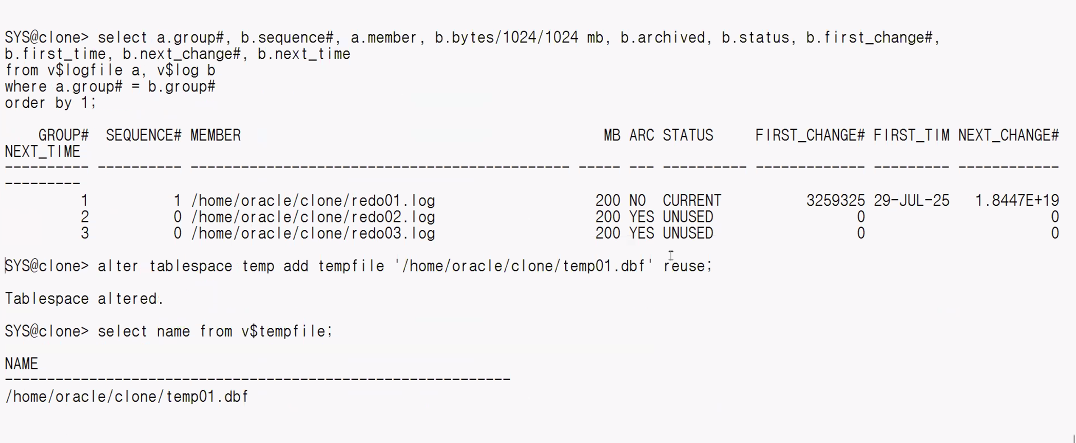 SYS@clone> select a.group#, b.sequence#, a.member, b.bytes/1024/1024 mb, b.archived, b.status, b.first_change#,
b.first_time, b.next_change#, b.next_time
from v$logfile a, v$log b
where a.group# = b.group#
order by 1;
GROUP# SEQUENCE# MEMBER MB ARC STATUS FIRST_CHANGE# FIRST_TIM NEXT_CHANGE#
NEXT_TIME
---------- ---------- --------------------------------------------- ----- --- ---------- ------------- --------- ------------
---------
1 1 /home/oracle/clone/redo01.log 200 NO CURRENT 3259325 29-JUL-25 1.8447E+19
2 0 /home/oracle/clone/redo02.log 200 YES UNUSED 0 0
3 0 /home/oracle/clone/redo03.log 200 YES UNUSED 0 0
SYS@clone> alter tablespace temp add tempfile '/home/oracle/clone/temp01.dbf' reuse;
Tablespace altered.
SYS@clone> select name from v$tempfile;
NAME
------------------------------------------------------------
/home/oracle/clone/temp01.dbf